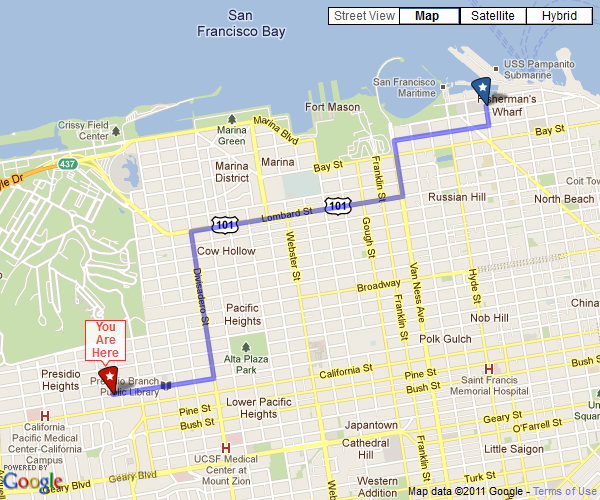 San
Francisco Bay
Street View
Map
Satellite
Hybrid
USS Pampanito
Submarine
San Francisco
Maritime
Fisherman's
Wharf
Fort Mason
Crissy Field
Center
Marina
Green
Marina Blvd
Bay St
437
Marina
District
Marina
Bay St
Franklin St
Coit Tow
yle Dr
Russian Hill
North Beach
Lombard St
101
101
Cow Hollow
Gough St
Webster St
Divisadero St
Van Ness Ave
Hyde St
Broadway
Pacific
Heights
Franklin St
China
Nob Hill
Polk Gulch
You
Are
Here
Alta Plaza
Park
Presidio
Heights
Presidio Branch
Public Library
California St
H
Saint Francis
Memorial Hospital
Bush St
Pine St
Bush St
Lower Pacific
Heights
Geary St
O'Farrell St
H
California
Pacific Medical
Center-California
Campus
Japantown
Cathedral
Hill
Little Saigon
H
UCSF Medical
Center at
Mount Zion
Geary Blvd
Geary Blvd
Western
Addition
Turk St
POWERED BY
Google
Map data ©2011 Google - Terms of Use